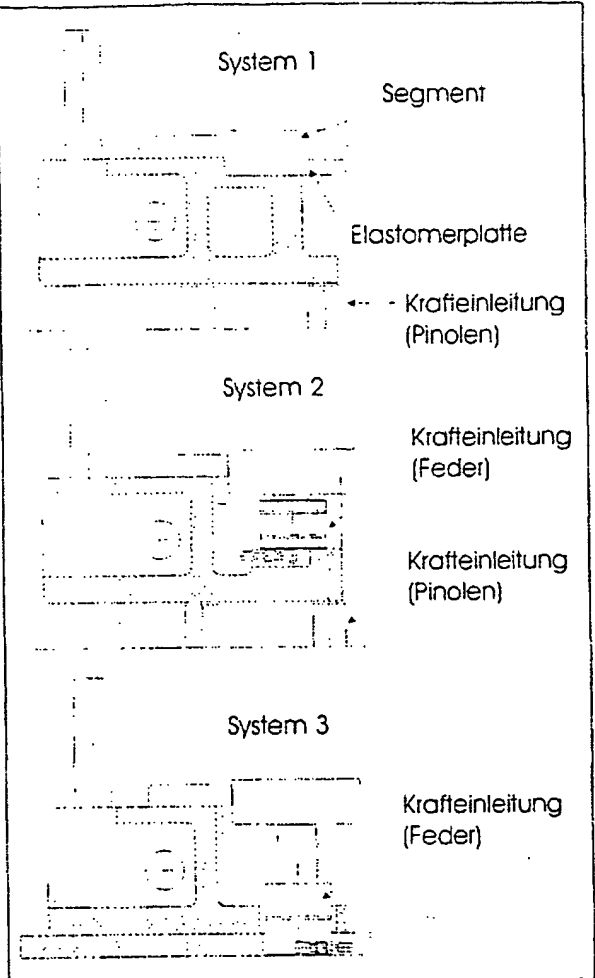 System 1
Segment
Elastomerplatte
Krafteinleitung
(Pinolen)
System 2
Krafteinleitung
(Feder)
Krafteinleitung
(Pinolen)
System 3
Krafteinleitung
(Feder)